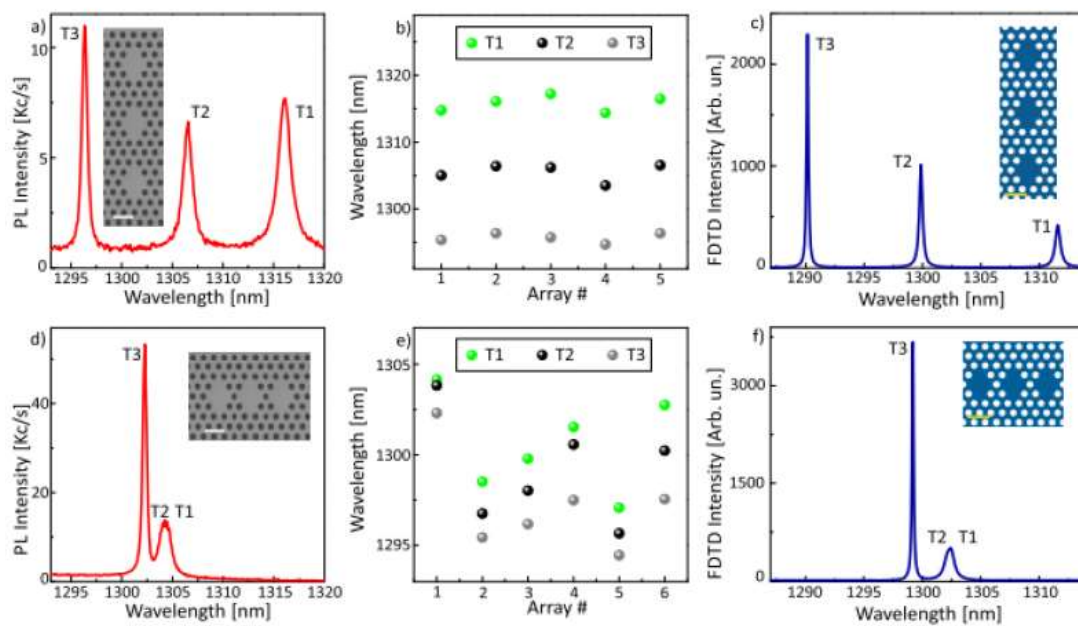 a)
T3
T2
T1
10
5
0
PL Intensity [Kc/s]
1295 1300 1305 1310 1315 1320
Wavelength [nm]
b)
T1 T2 T3
1320
1310
1300
Wavelength [nm]
1 2 3 4 5
Array #
c)
T3
T2
T1
2000
1000
0
FDTD Intensity [Arb. un.]
1290 1295 1300 1305 1310
Wavelength [nm]
d)
T3
T2 T1
40
20
0
PL Intensity [Kc/s]
1295 1300 1305 1310 1315 1320
Wavelength [nm]
e)
T1 T2 T3
1305
1300
1295
Wavelength [nm]
1 2 3 4 5 6
Array #
f)
T3
T2 T1
3000
1500
0
FDTD Intensity [Arb. un.]
1290 1295 1300 1305 1310
Wavelength [nm]